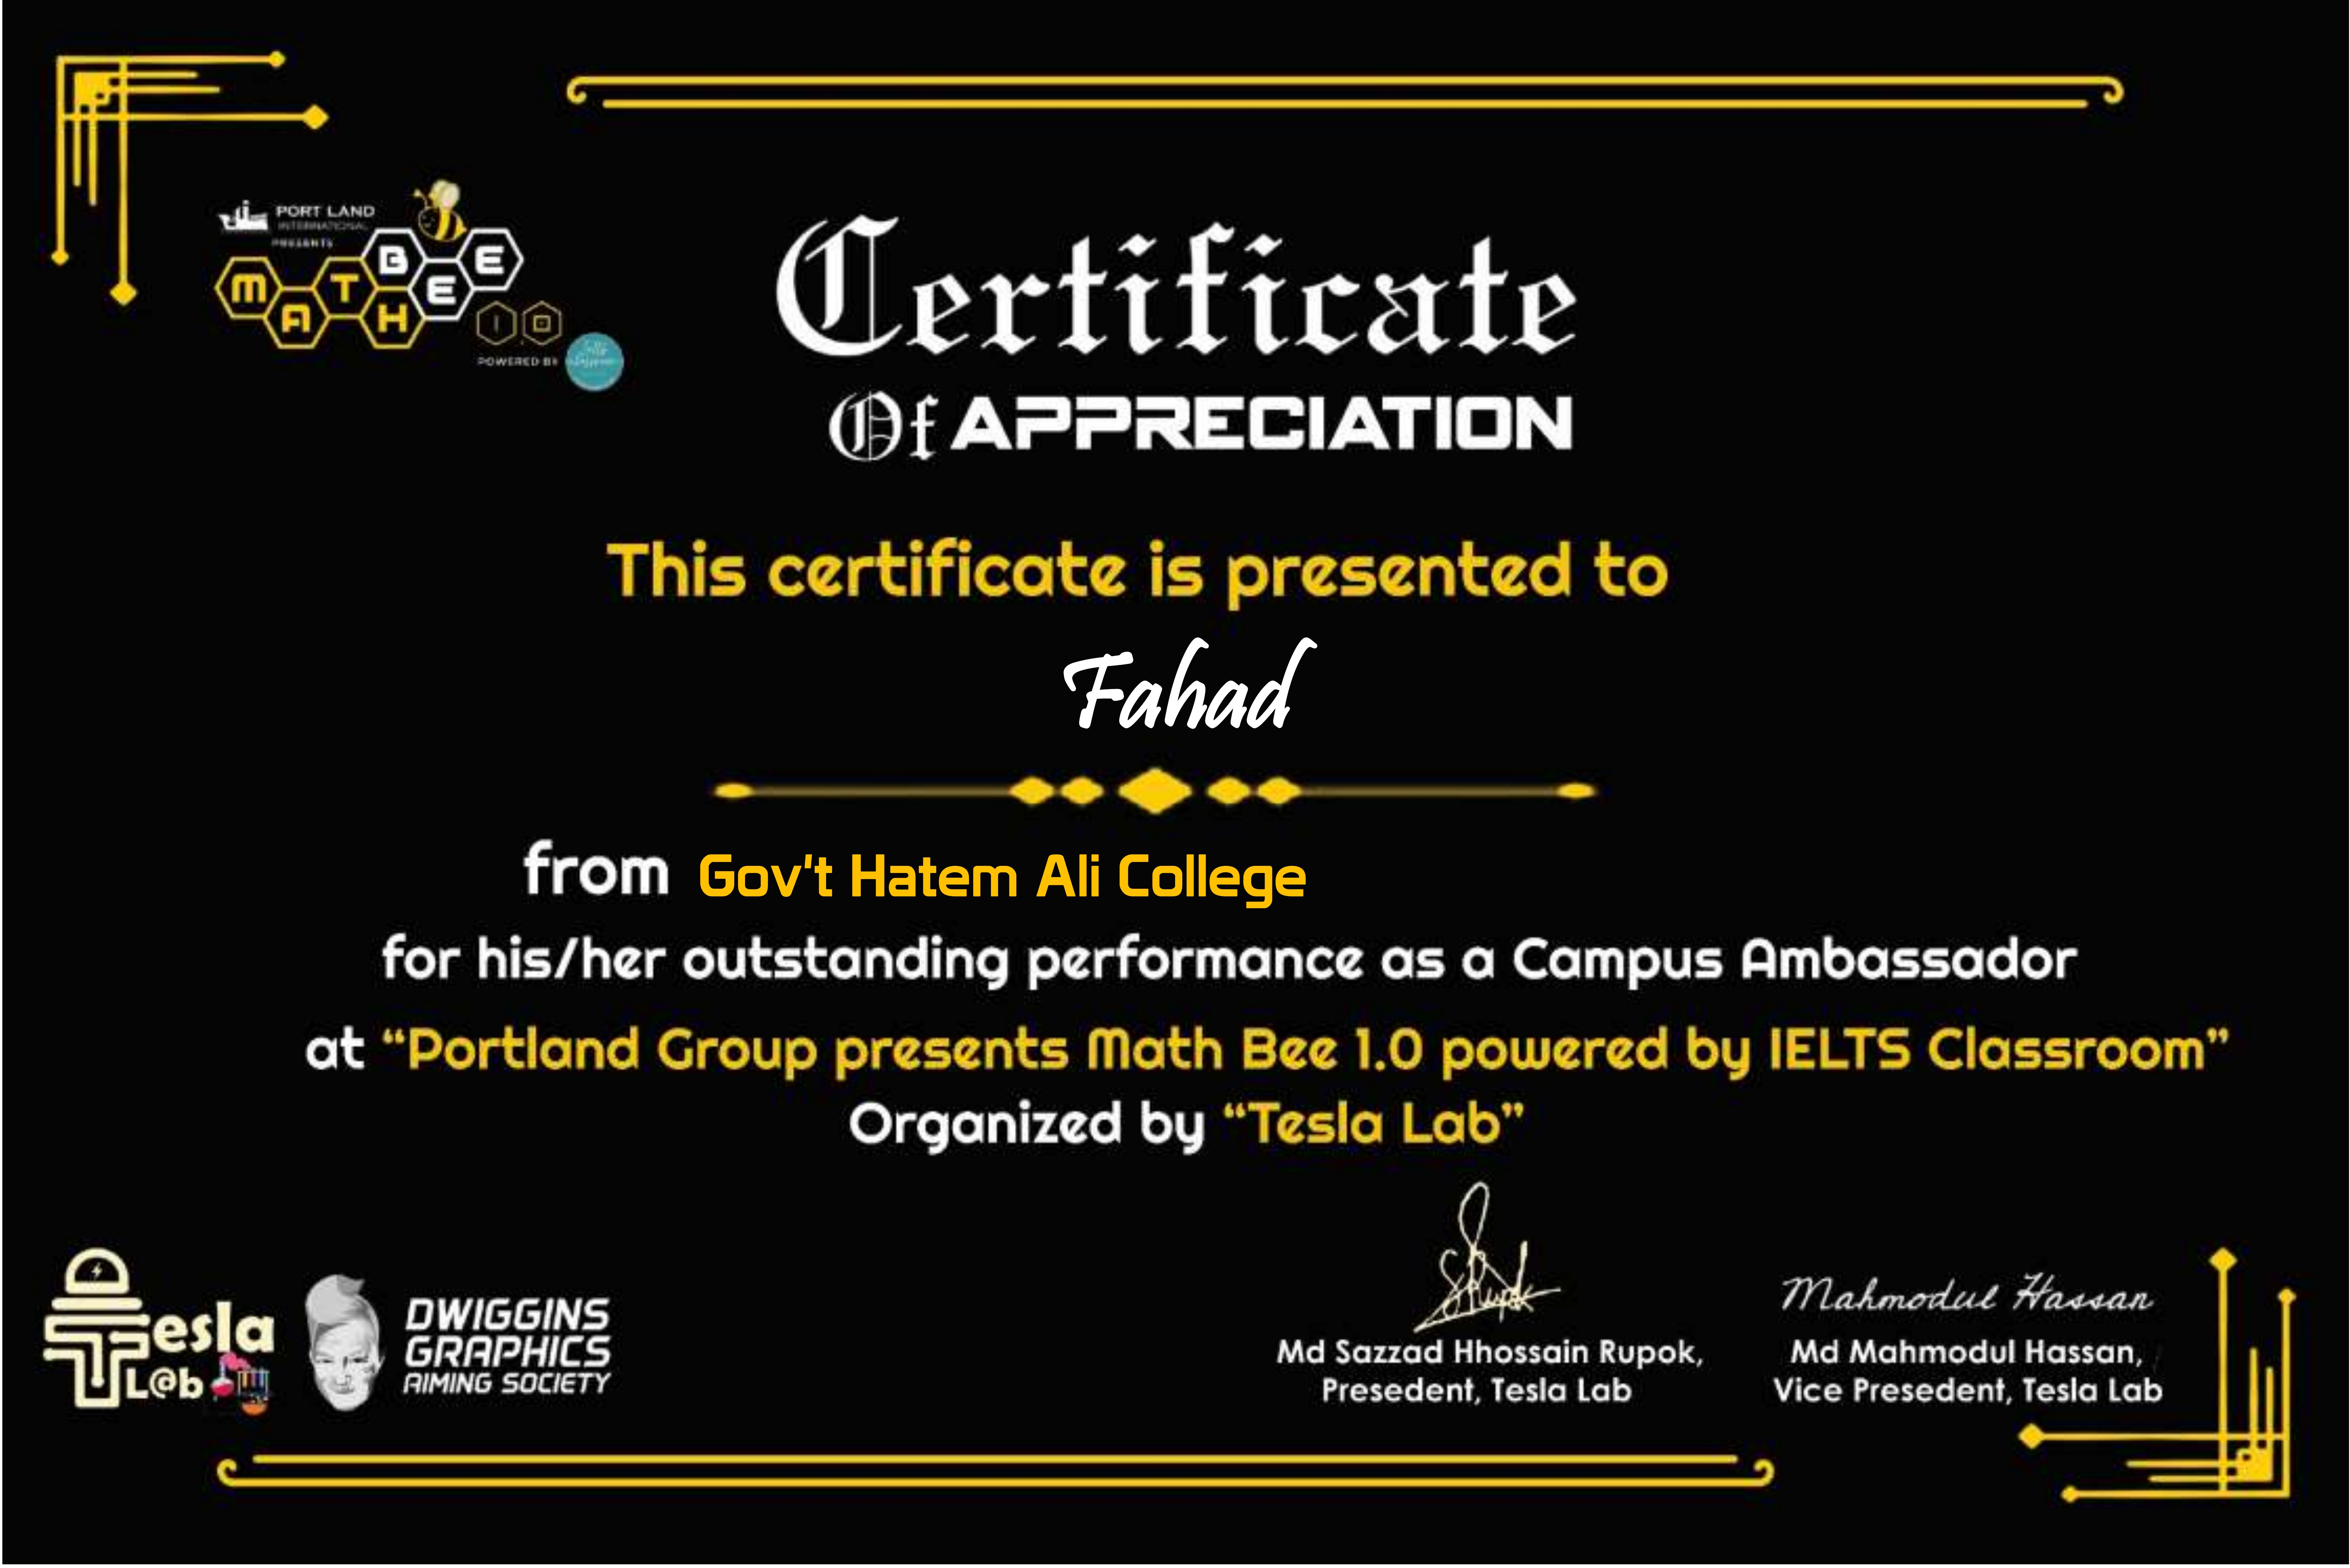 PORT LAND
INTERNATIONAL
PRESENTS
MATH BEE
1.0
POWERED BY
Certificate
Of APPRECIATION
This certificate is presented to
Fahad
from Gov't Hatem Ali College
for his/her outstanding performance as a Campus Ambassador
at “Portland Group presents Math Bee 1.0 powered by IELTS Classroom”
Organized by “Tesla Lab”
Tesla
L@b
DWIGGINS
GRAPHICS
AIMING SOCIETY
Md Sazzad Hhossain Rupok,
Presedent, Tesla Lab
Mahmodul Hassan
Md Mahmodul Hassan,
Vice Presedent, Tesla Lab